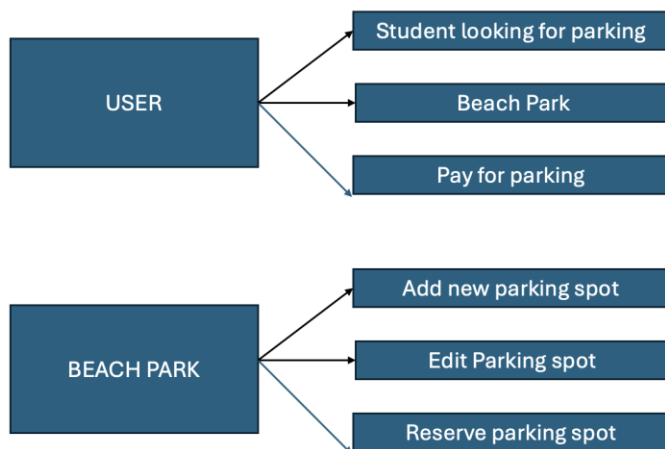 USER
Student looking for parking
Beach Park
Pay for parking
BEACH PARK
Add new parking spot
Edit Parking spot
Reserve parking spot